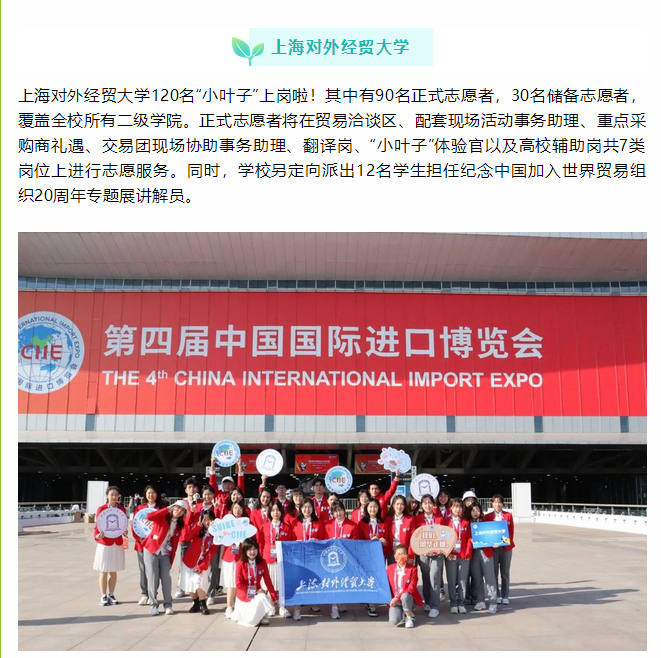 上海对外经贸大学
上海对外经贸大学120名“小叶子”上岗啦！其中有90名正式志愿者，30名储备志愿者，
覆盖全校所有二级学院。正式志愿者将在贸易洽谈区、配套现场活动事务助理、重点采
购商礼遇、交易团现场协助事务助理、翻译岗、“小叶子”体验官以及高校辅助岗共7类
岗位上进行志愿服务。同时，学校另定向派出12名学生担任纪念中国加入世界贸易组
织20周年专题展讲解员。
第四届中国国际进口博览会
THE 4th CHINA INTERNATIONAL IMPORT EXPO
CIIE
上海对外经贸大学